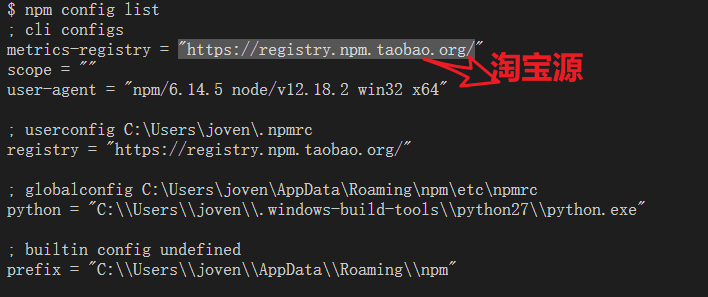 $ npm config list
; cli configs
metrics-registry = "https://registry.npm.taobao.org/"
淘宝源
scope = ""
user-agent = "npm/6.14.5 node/v12.18.2 win32 x64"
; userconfig C:\Users\joven\.npmrc
registry = "https://registry.npm.taobao.org/"
; globalconfig C:\Users\joven\AppData\Roaming\npm\etc\npmrc
python = "C:\\Users\\joven\\.windows-build-tools\\python27\\python.exe"
; builtin config undefined
prefix = "C:\\Users\\joven\\AppData\\Roaming\\npm"